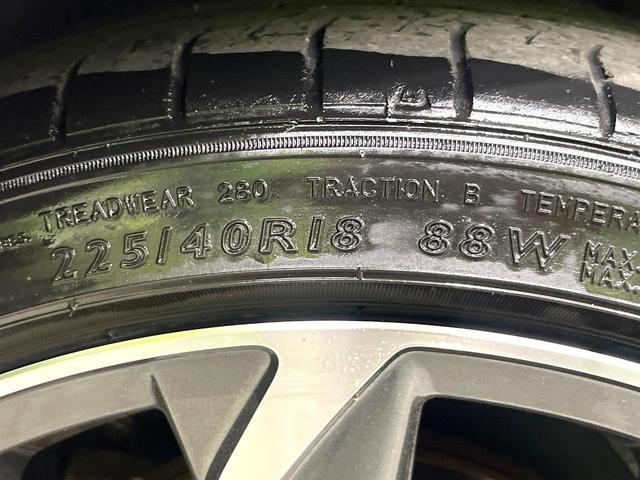 TREADWEAR 280 TRACTION B TEMPERA
225/40R18 88W MAX
MAX.